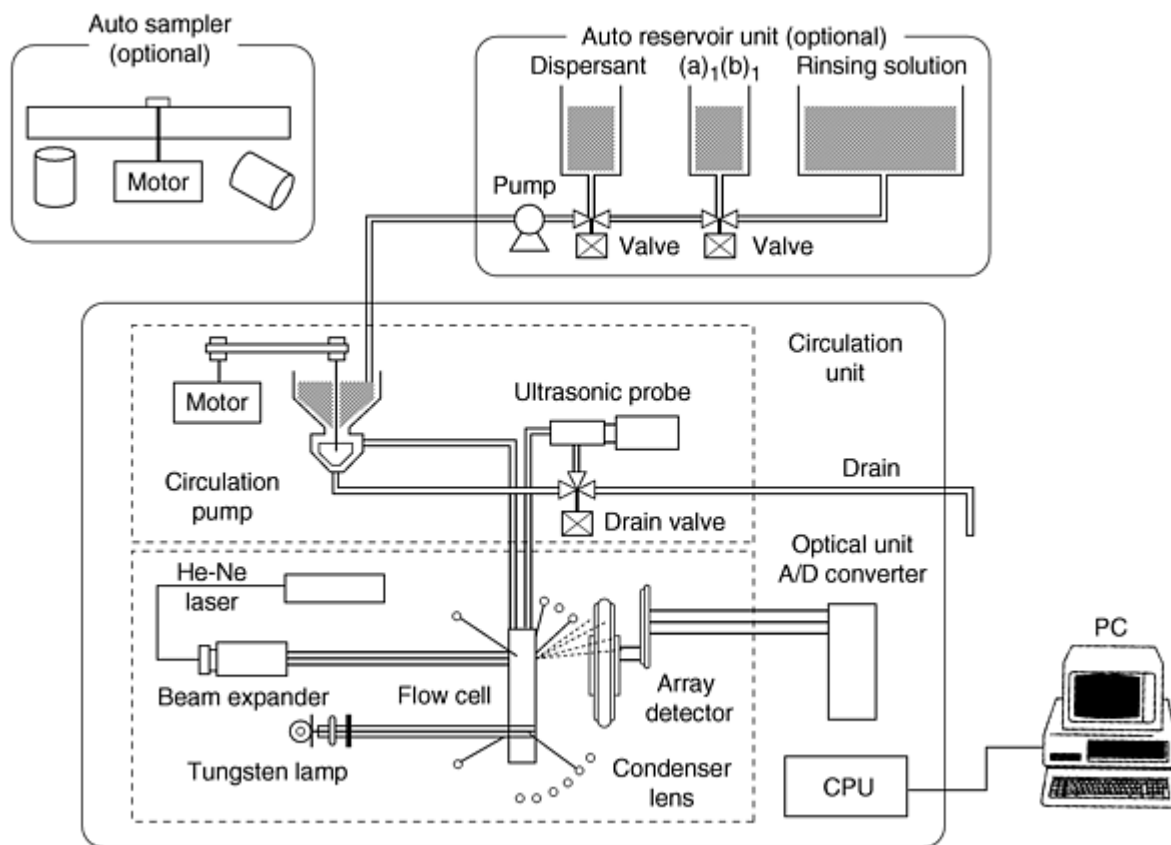 Auto sampler
(optional)
Motor
Auto reservoir unit (optional)
Dispersant
(a)₁(b)₁
Rinsing solution
Pump
Valve
Valve
Circulation
unit
Motor
Ultrasonic probe
Circulation
pump
Drain
Drain valve
He-Ne
laser
Optical unit
A/D converter
PC
Beam expander
Flow cell
Array
detector
Tungsten lamp
Condenser
lens
CPU